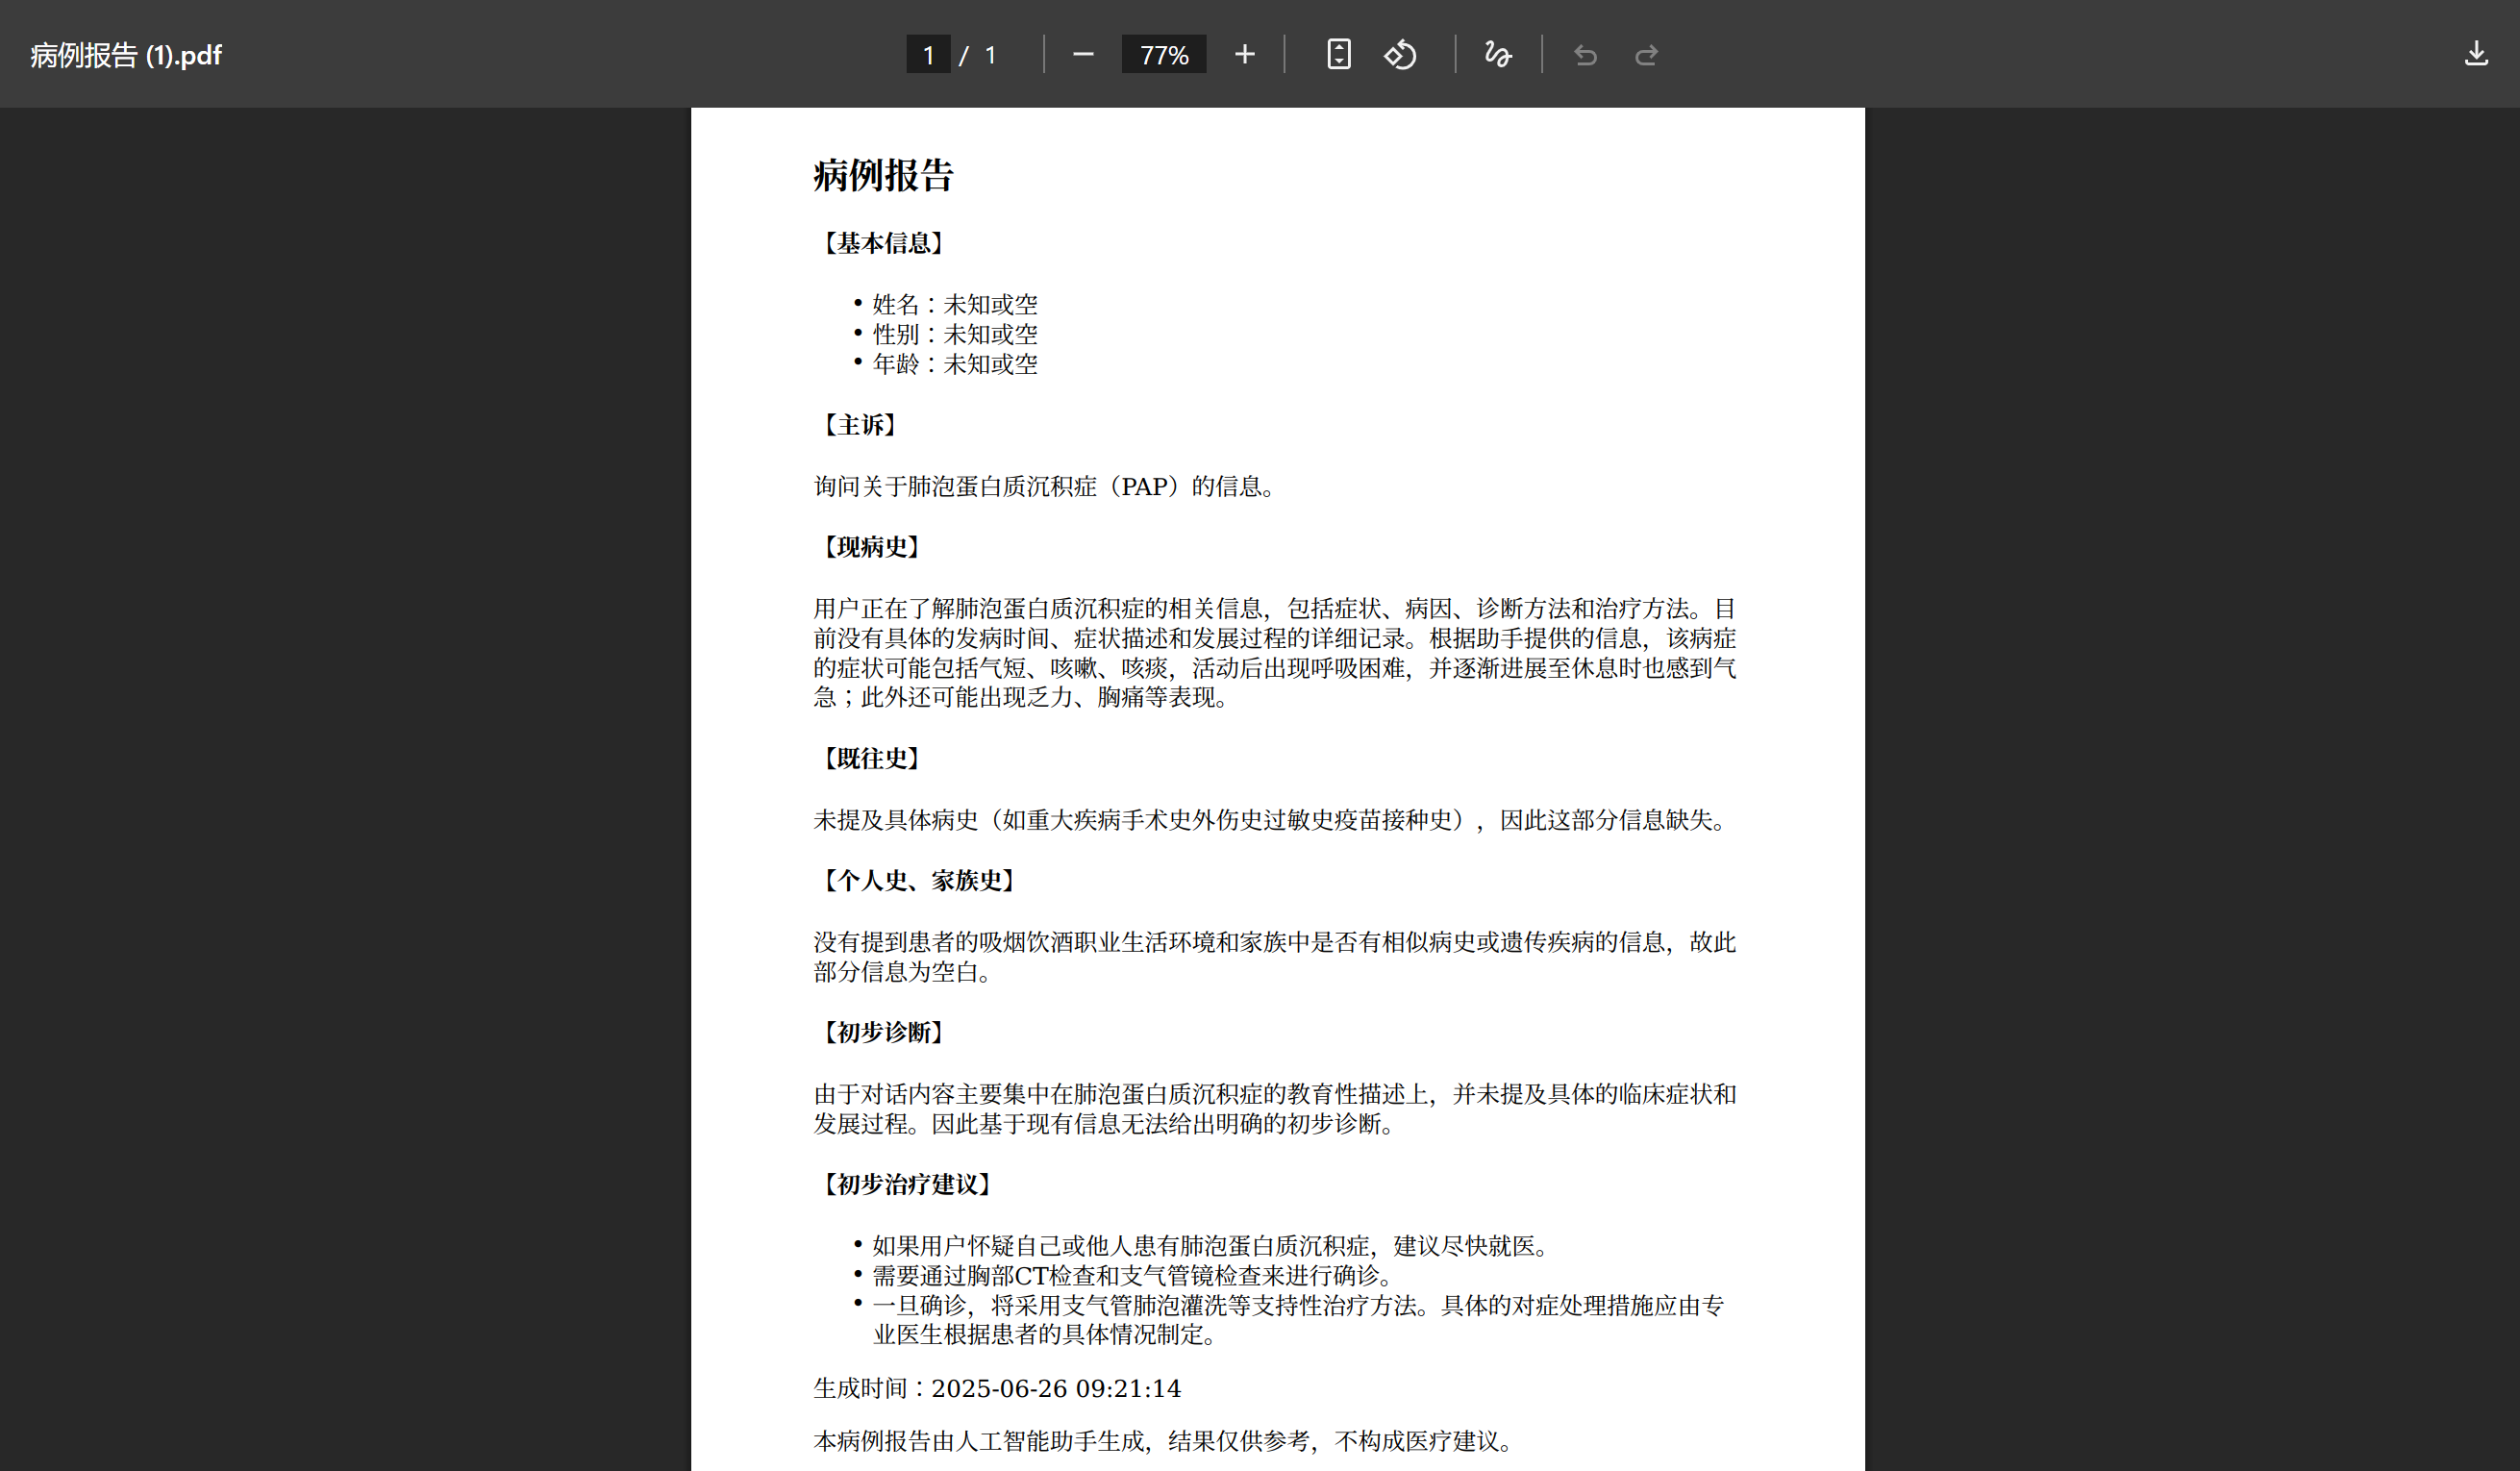 病例报告 (1).pdf
1 / 1
77%
病例报告
【基本信息】
• 姓名：未知或空
• 性别：未知或空
• 年龄：未知或空
【主诉】
询问关于肺泡蛋白质沉积症（PAP）的信息。
【现病史】
用户正在了解肺泡蛋白质沉积症的相关信息，包括症状、病因、诊断方法和治疗方法。目
前没有具体的发病时间、症状描述和发展过程的详细记录。根据助手提供的信息，该病症
的症状可能包括气短、咳嗽、咳痰，活动后出现呼吸困难，并逐渐进展至休息时也感到气
急；此外还可能出现乏力、胸痛等表现。
【既往史】
未提及具体病史（如重大疾病手术史外伤史过敏史疫苗接种史），因此这部分信息缺失。
【个人史、家族史】
没有提到患者的吸烟饮酒职业生活环境和家族中是否有相似病史或遗传疾病的信息，故此
部分信息为空白。
【初步诊断】
由于对话内容主要集中在肺泡蛋白质沉积症的教育性描述上，并未提及具体的临床症状和
发展过程。因此基于现有信息无法给出明确的初步诊断。
【初步治疗建议】
• 如果用户怀疑自己或他人患有肺泡蛋白质沉积症，建议尽快就医。
• 需要通过胸部CT检查和支气管镜检查来进行确诊。
• 一旦确诊，将采用支气管肺泡灌洗等支持性治疗方法。具体的对症处理措施应由专
业医生根据患者的具体情况制定。
生成时间：2025-06-26 09:21:14
本病例报告由人工智能助手生成，结果仅供参考，不构成医疗建议。